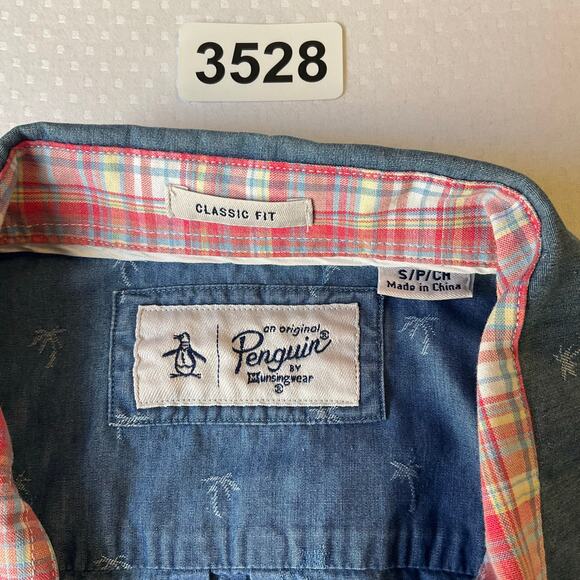 3528
CLASSIC FIT
S/P/CH
Made in China
an original
Penguin®
BY
Munsingwear
®